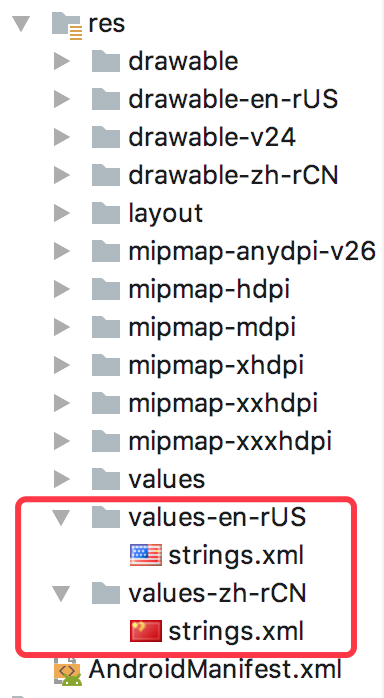 res
drawable
drawable-en-rUS
drawable-v24
drawable-zh-rCN
layout
mipmap-anydpi-v26
mipmap-hdpi
mipmap-mdpi
mipmap-xhdpi
mipmap-xxhdpi
mipmap-xxxhdpi
values
values-en-rUS
strings.xml
values-zh-rCN
strings.xml
AndroidManifest.xml